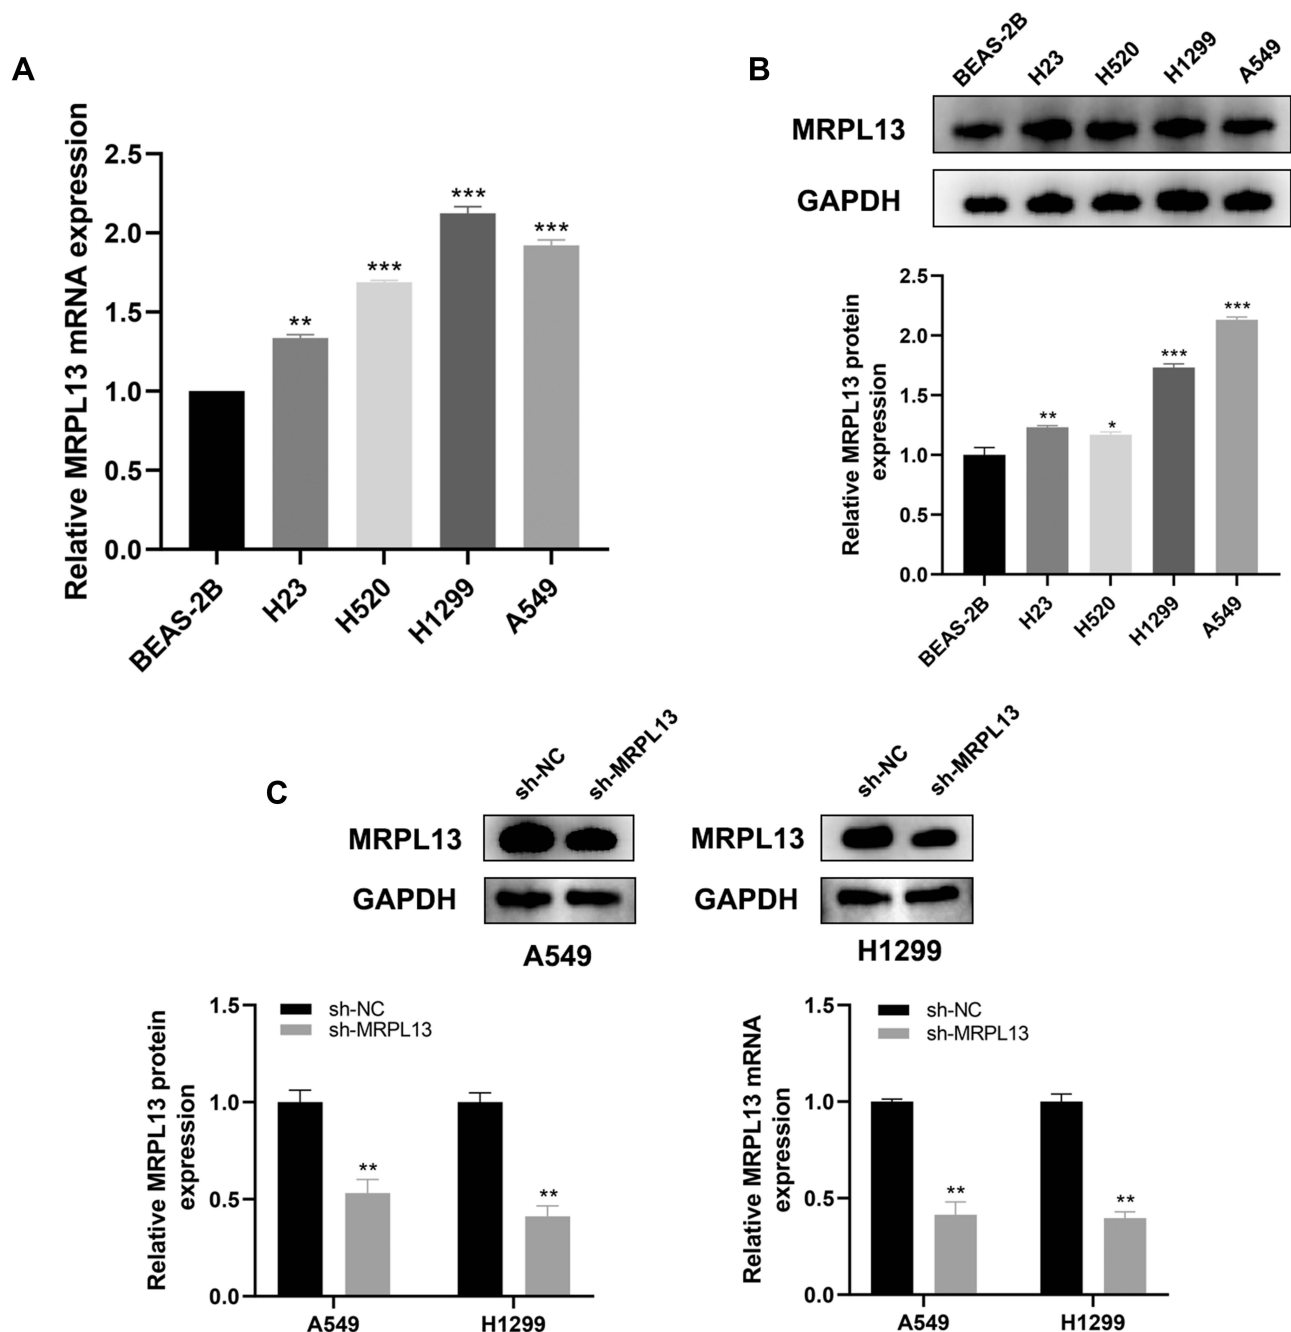 A
Relative MRPL13 mRNA expression
2.5
2.0
1.5
1.0
0.5
0.0
**
***
***
***
BEAS-2B
H23
H520
H1299
A549
B
BEAS-2B
H23
H520
H1299
A549
MRPL13
GAPDH
Relative MRPL13 protein
expression
2.5
2.0
1.5
1.0
0.5
0.0
**
*
***
***
BEAS-2B
H23
H520
H1299
A549
C
sh-NC
sh-MRPL13
MRPL13
GAPDH
A549
sh-NC
sh-MRPL13
MRPL13
GAPDH
H1299
Relative MRPL13 protein
expression
1.5
1.0
0.5
0.0
sh-NC
sh-MRPL13
**
**
A549
H1299
Relative MRPL13 mRNA
expression
1.5
1.0
0.5
0.0
sh-NC
sh-MRPL13
**
**
A549
H1299